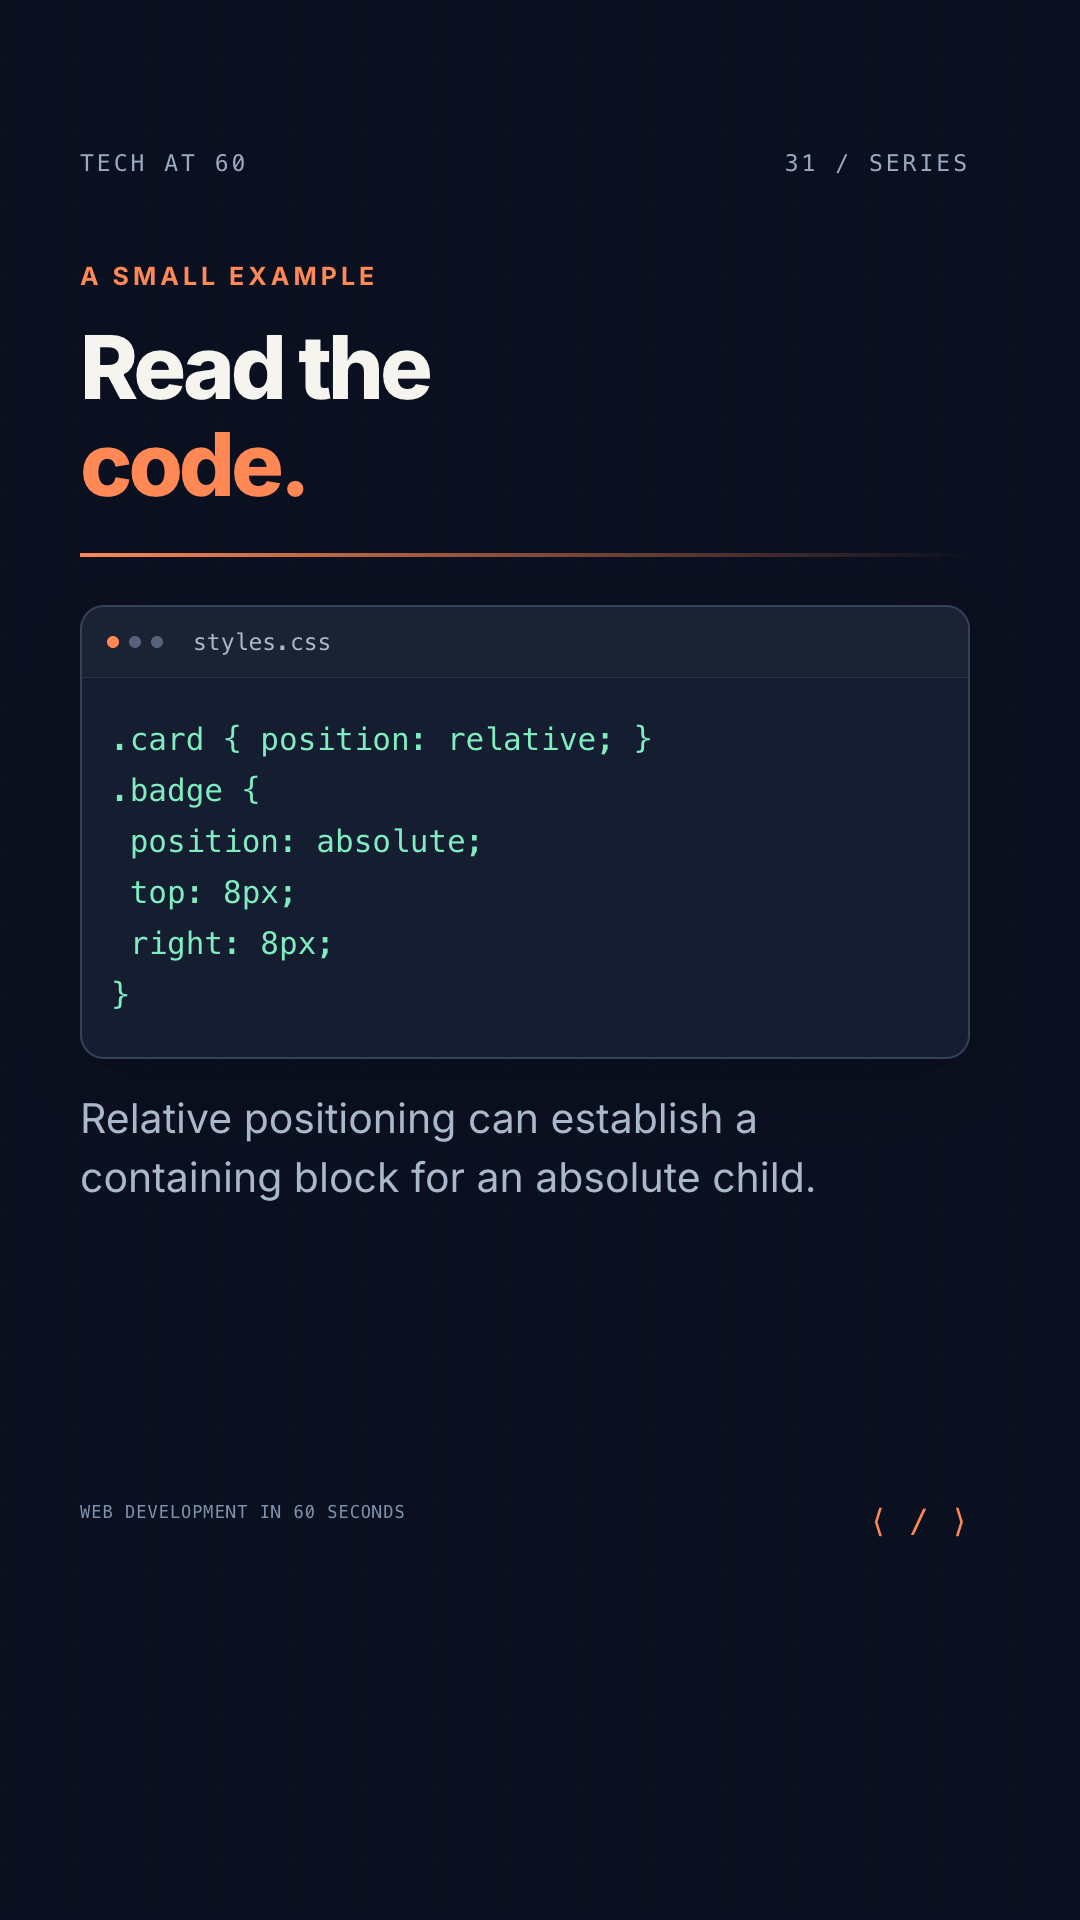 TECH AT 60
31 / SERIES
A SMALL EXAMPLE
Read the
code.
styles.css
.card { position: relative; }
.badge {
 position: absolute;
 top: 8px;
 right: 8px;
}
Relative positioning can establish a
containing block for an absolute child.
WEB DEVELOPMENT IN 60 SECONDS
⟨ / ⟩